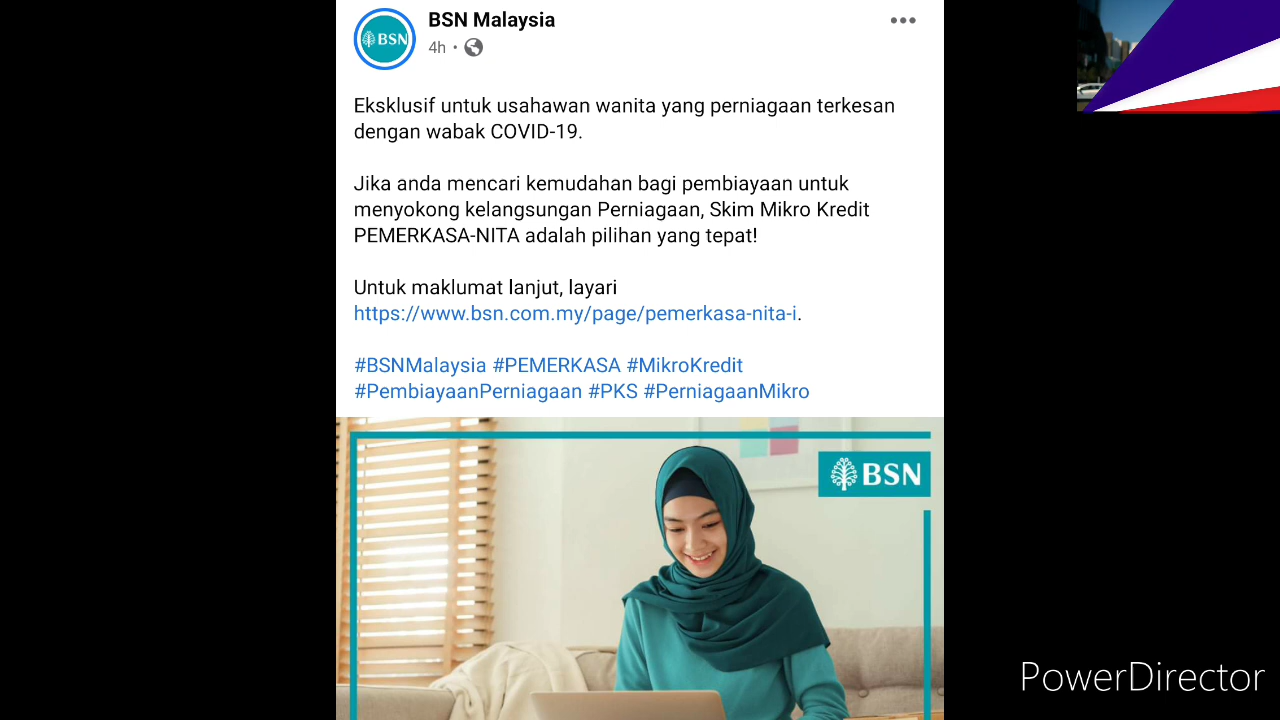 BSN
BSN Malaysia
4h •
Eksklusif untuk usahawan wanita yang perniagaan terkesan
dengan wabak COVID-19.
Jika anda mencari kemudahan bagi pembiayaan untuk
menyokong kelangsungan Perniagaan, Skim Mikro Kredit
PEMERKASA-NITA adalah pilihan yang tepat!
Untuk maklumat lanjut, layari
https://www.bsn.com.my/page/pemerkasa-nita-i.
#BSNMalaysia #PEMERKASA #MikroKredit
#PembiayaanPerniagaan #PKS #PerniagaanMikro
BSN
PowerDirector